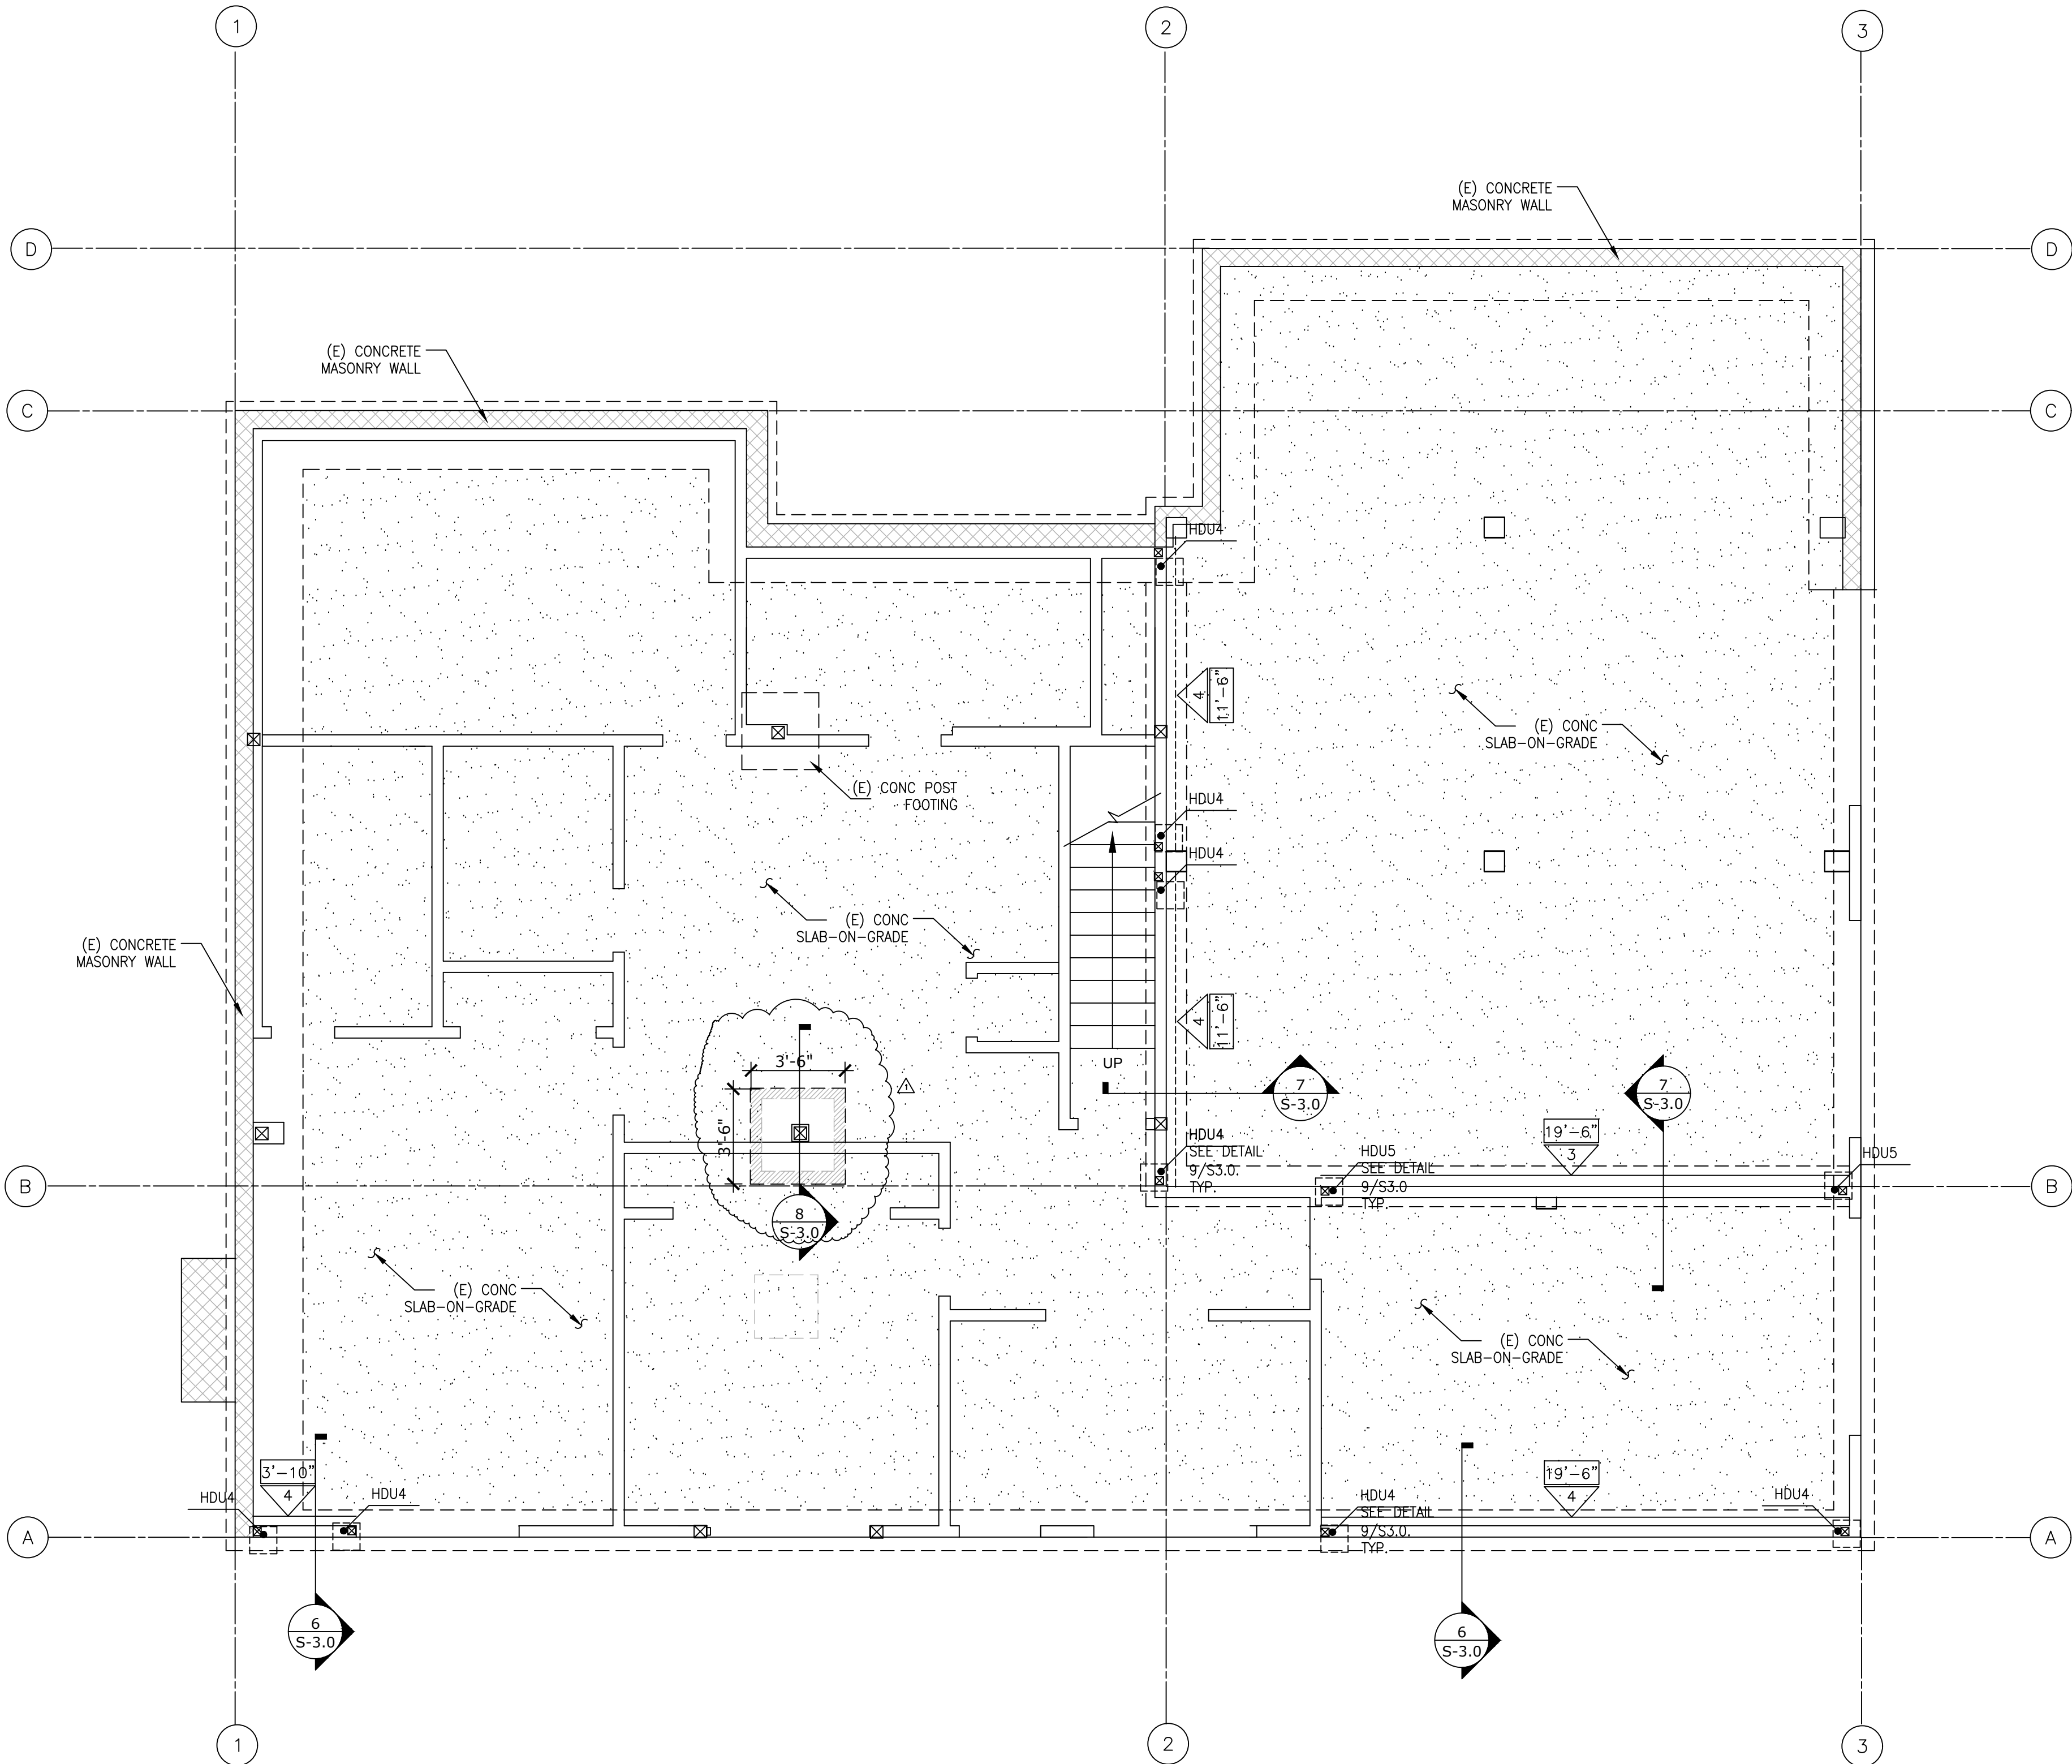 1
2
3
(E) CONCRETE
MASONRY WALL
D
D
(E) CONCRETE
MASONRY WALL
C
C
HDU4
4
11'-6"
(E) CONC
SLAB-ON-GRADE
(E) CONC POST
FOOTING
HDU4
HDU4
(E) CONC
SLAB-ON-GRADE
(E) CONCRETE
MASONRY WALL
4
11'-6"
UP
3'-6"
3'-6"
1
7
S-3.0
7
S-3.0
19'-6"
3
HDU4
SEE DETAIL
9/S3.0.
TYP.
HDU5
SEE DETAIL
9/S3.0
TYP.
HDU5
B
B
8
S-3.0
(E) CONC
SLAB-ON-GRADE
(E) CONC
SLAB-ON-GRADE
3'-10"
4
HDU4
HDU4
19'-6"
4
HDU4
SEE DETAIL
9/S3.0.
TYP.
HDU4
A
A
6
S-3.0
6
S-3.0
1
2
3